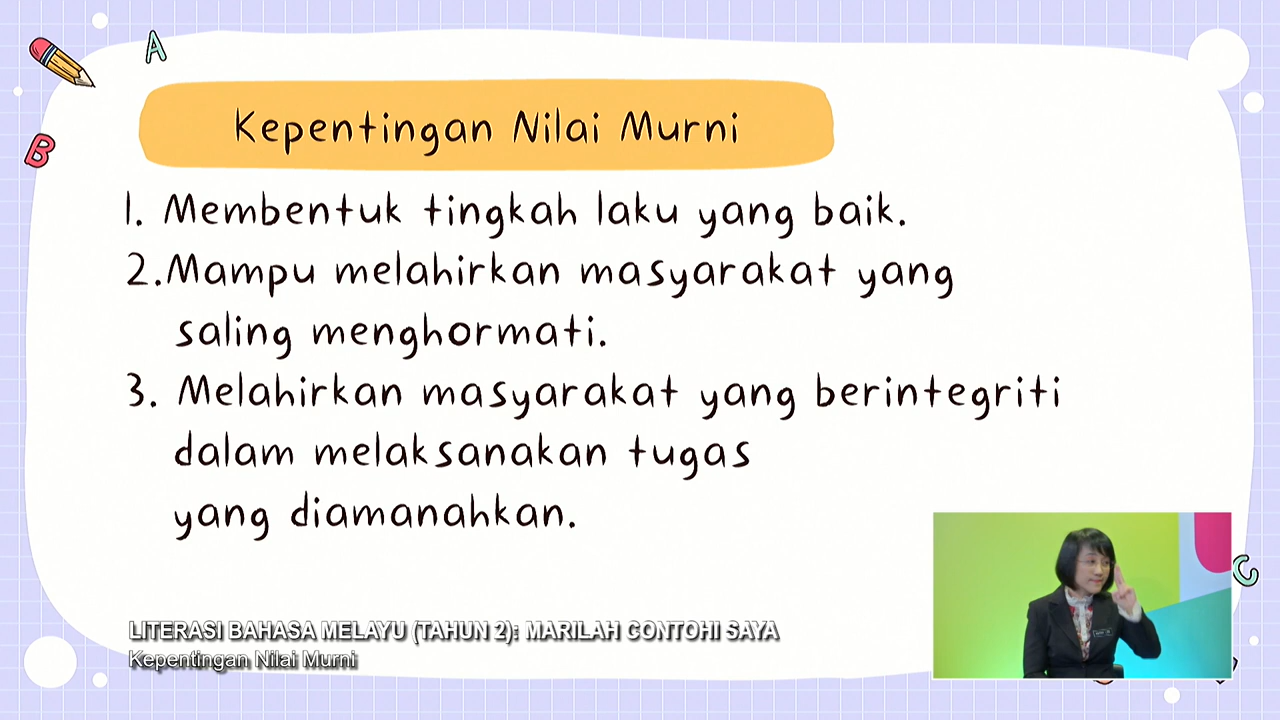 A
B
Kepentingan Nilai Murni
1. Membentuk tingkah laku yang baik.
2.Mampu melahirkan masyarakat yang
saling menghormati.
3. Melahirkan masyarakat yang berintegriti
dalam melaksanakan tugas
yang diamanahkan.
C
LITERASI BAHASA MELAYU (TAHUN 2): MARILAH CONTOHI SAYA
Kepentingan Nilai Murni